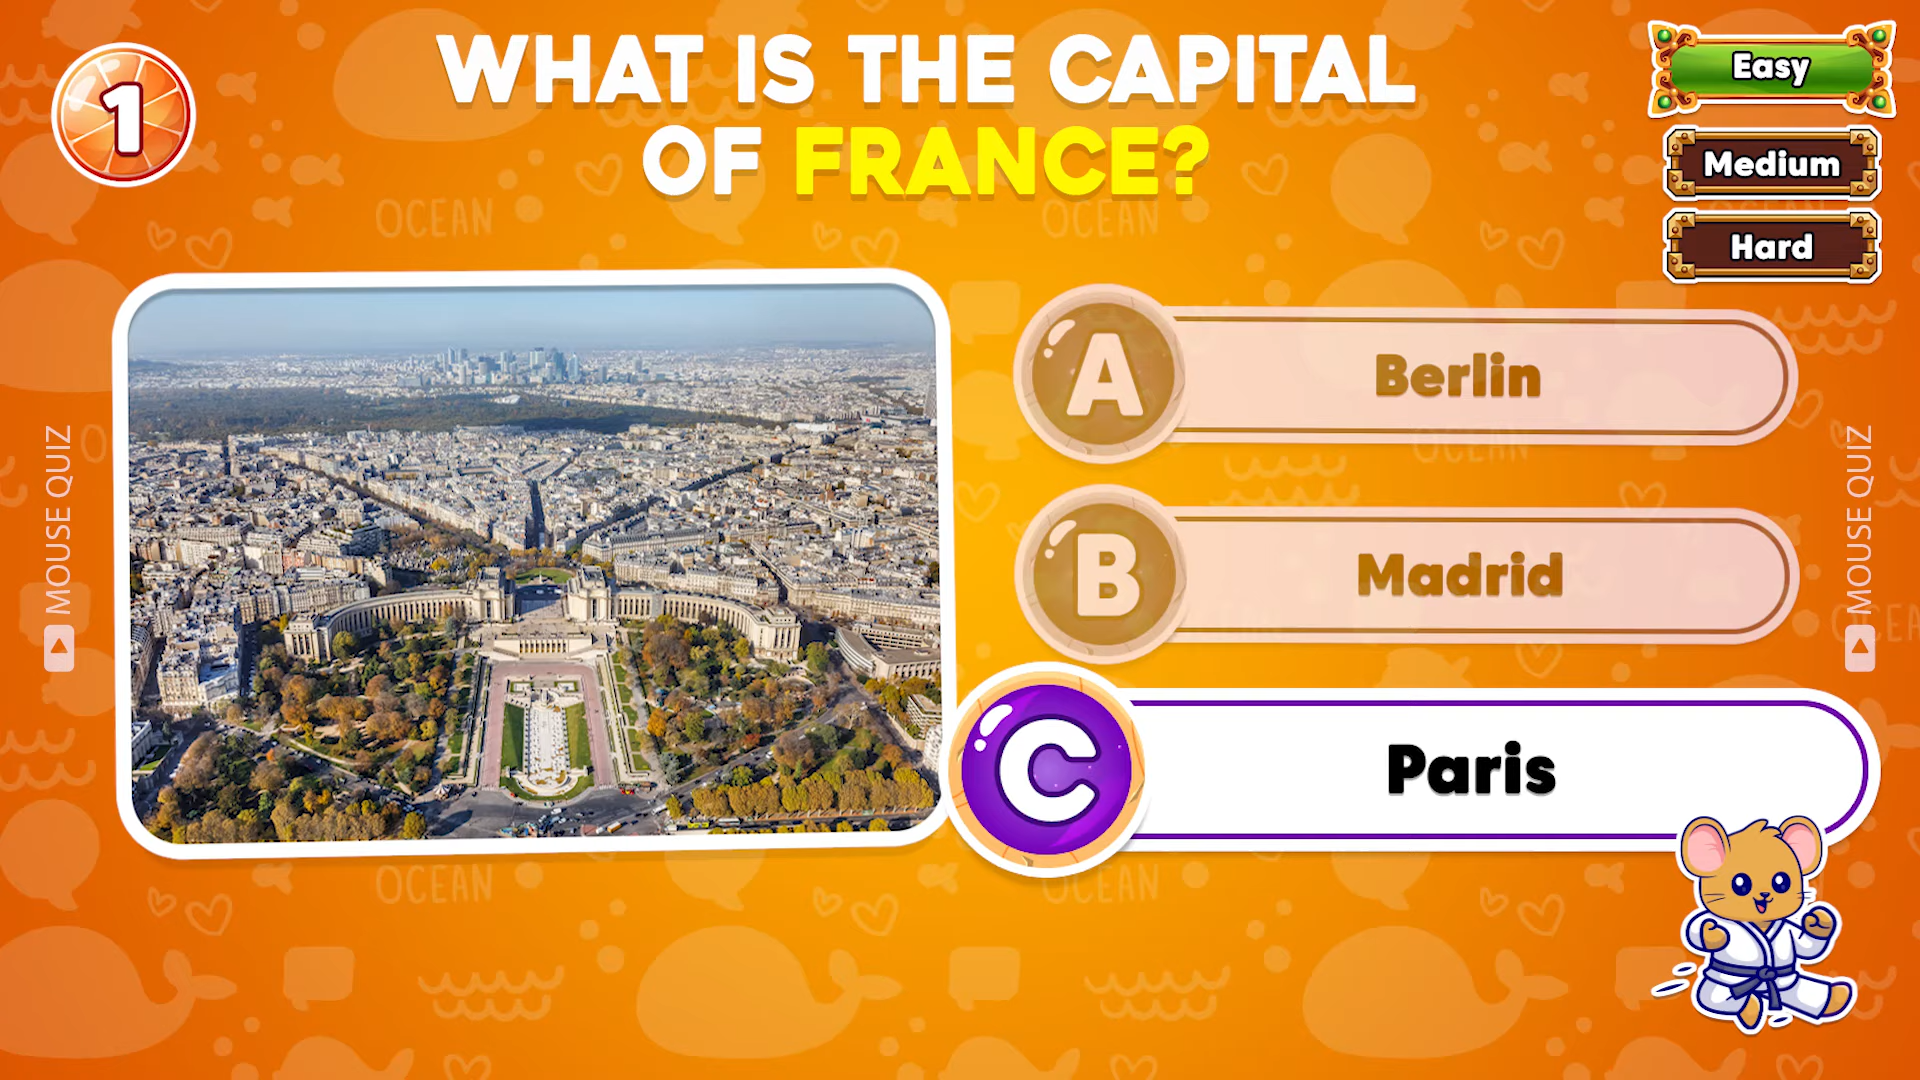 1
WHAT IS THE CAPITAL
OF FRANCE?
Easy
Medium
Hard
A
Berlin
B
Madrid
C
Paris
MOUSE QUIZ
MOUSE QUIZ
OCEAN
OCEAN
OCEAN
OCEAN
OCEAN